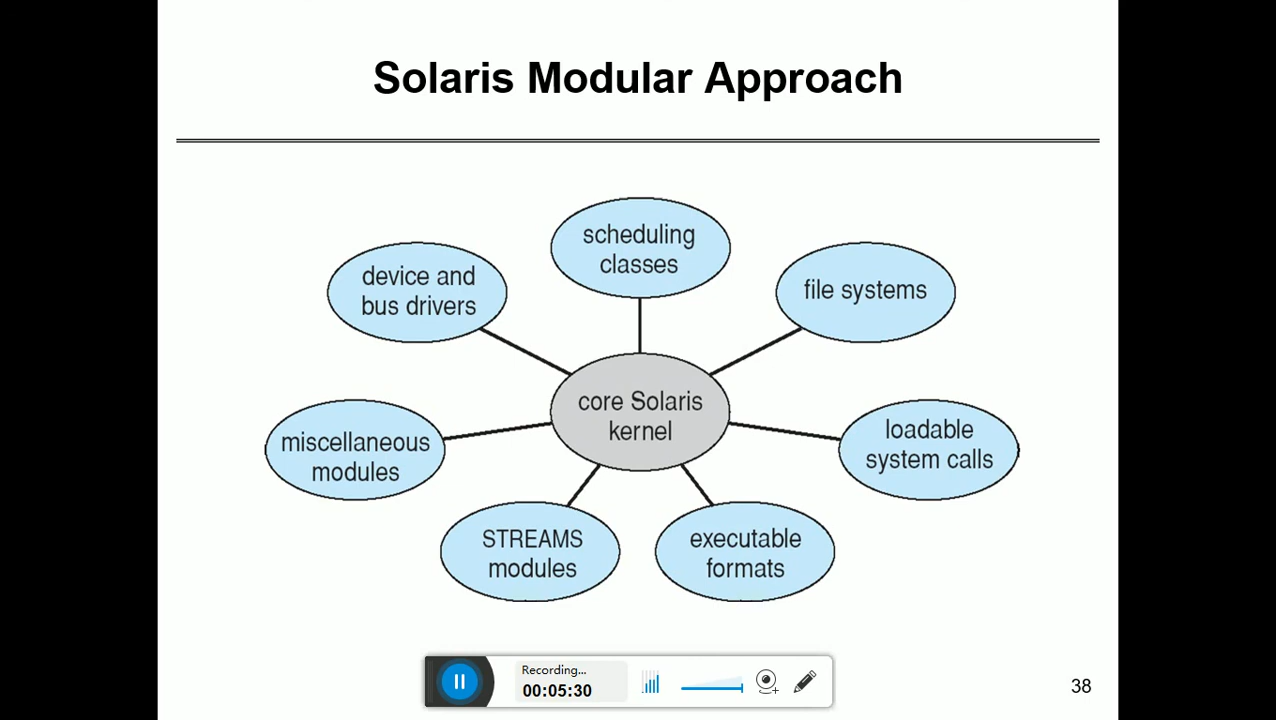 Solaris Modular Approach
scheduling
classes
device and
bus drivers
file systems
core Solaris
kernel
miscellaneous
modules
loadable
system calls
STREAMS
modules
executable
formats
Recording...
00:05:30
38